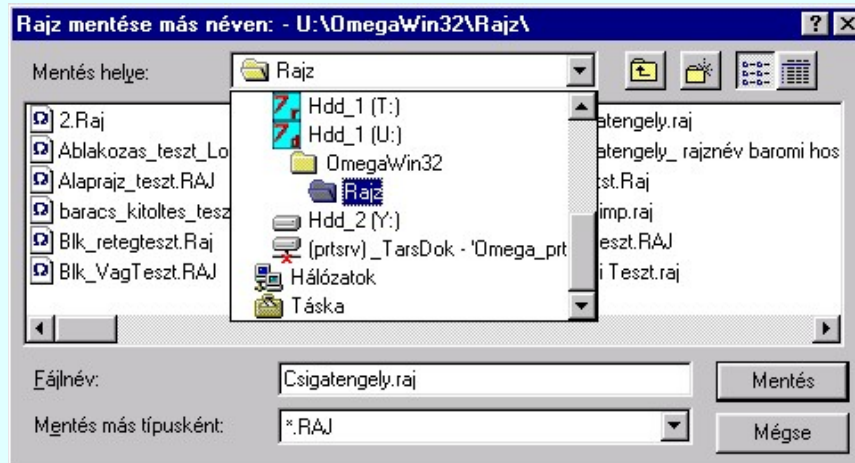 Rajz mentése más néven: - U:\OmegaWin32\Rajz\
Mentés helye:
Rajz
Hdd_1 (T:)
Hdd_1 (U:)
OmegaWin32
Rajz
Hdd_2 (Y:)
(prtsrv) _TarsDok - 'Omega_prt
Hálózatok
Táska
2.Raj
Ablakozas_teszt_Lo
Alaprajz_teszt.RAJ
baracs_kitoltes_tesz
Blk_retegteszt.Raj
Blk_VagTeszt.RAJ
atengely.raj
atengely_ rajznév baromi hos
st.Raj
imp.raj
eszt.RAJ
i Teszt.raj
Fájlnév:
Csigatengely.raj
Mentés
Mentés más típusként:
*.RAJ
Mégse